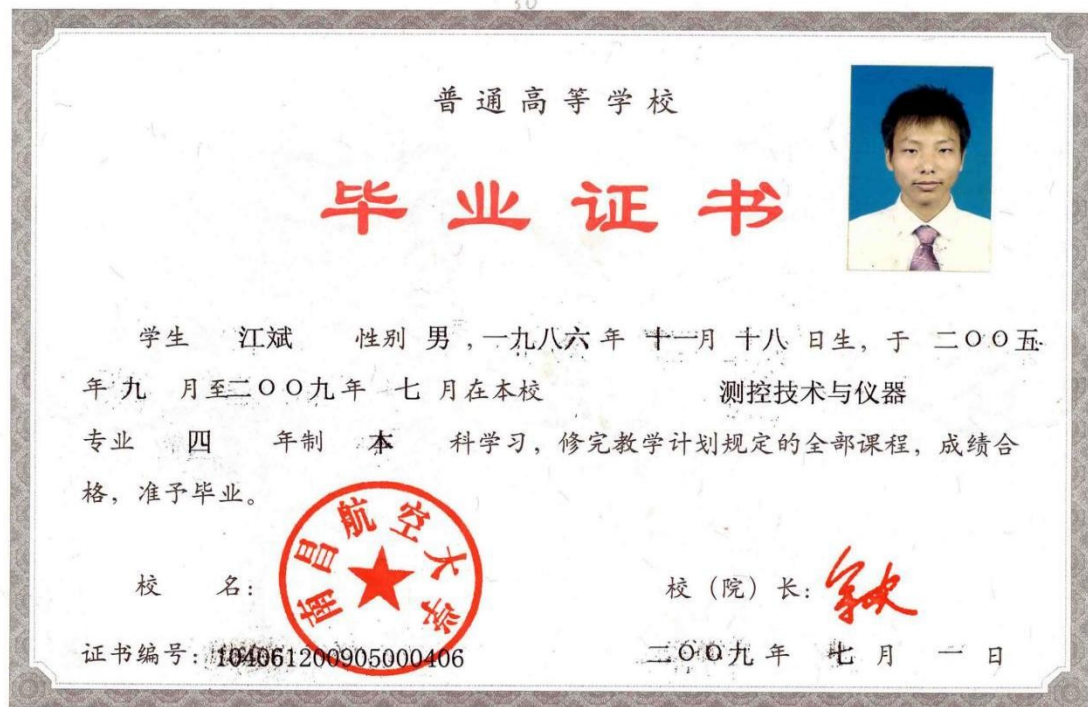 普通高等学校
毕业证书
学生 江斌 性别 男，一九八六年 十一月 十八 日生，于 二〇〇五
年 九 月至二〇〇九年 七 月在本校 测控技术与仪器
专业 四 年制 本 科学习，修完教学计划规定的全部课程，成绩合
格，准予毕业。
南昌航空大学
校 名： 校（院）长：
证书编号：104061200905000406 二〇〇九年 七 月 一 日